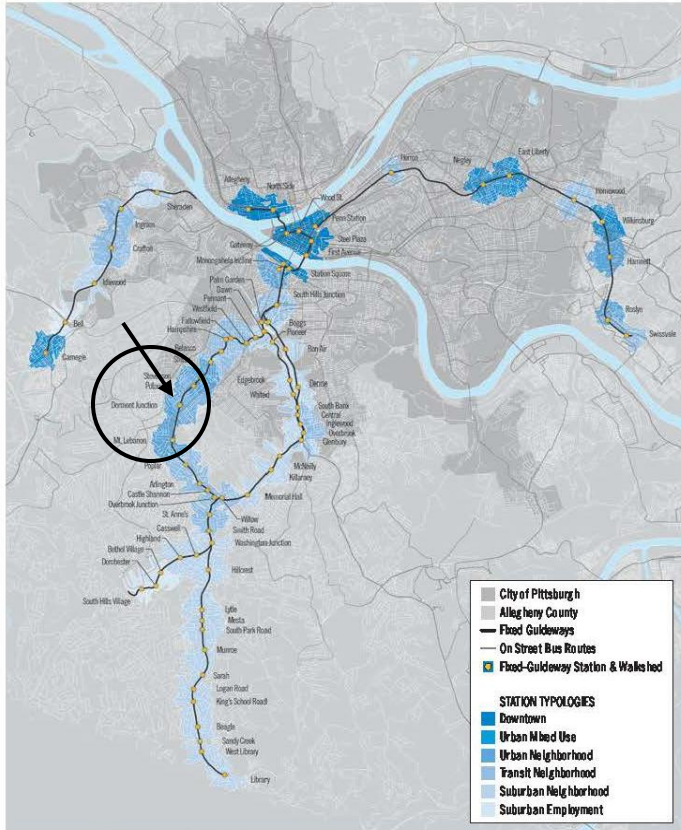 Herron
Negley
East Liberty
Homewood
Wilkinsburg
Hamnett
Roslyn
Swissvale
Allegheny
North Side
Wood St.
Penn Station
Steel Plaza
First Avenue
Gateway
Monongahela Incline
Station Square
South Hills Junction
Sheraden
Ingram
Crafton
Idlewood
Bell
Carnegie
Palm Garden
Dawn
Pennant
Westfield
Fallowfield
Hampshire
Belasco
Boggs
Pioneer
Bon Air
Edgebrook
Whited
Denise
South Bank
Central
Inglewood
Overbrook
Glenbury
Dormont Junction
Mt. Lebanon
Poplar
Arlington
Castle Shannon
Overbrook Junction
St. Anne's
McNeilly
Killarney
Memorial Hall
Willow
Smith Road
Washington Junction
Casswell
Highland
Bethel Village
Dorchester
South Hills Village
Hillcrest
Lytle
Mesta
South Park Road
Munroe
Sarah
Logan Road
King's School Road
Beagle
Sandy Creek
West Library
Library
City of Pittsburgh
Allegheny County
Fixed Guideways
On Street Bus Routes
Fixed-Guideway Station & Walkshed
STATION TYPOLOGIES
Downtown
Urban Mixed Use
Urban Neighborhood
Transit Neighborhood
Suburban Neighborhood
Suburban Employment